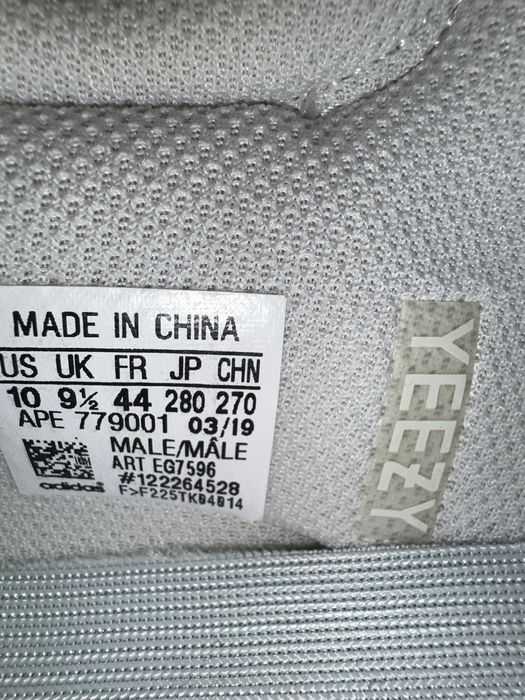 MADE IN CHINA
US UK FR JP CHN
10 9½ 44 280 270
APE 779001 03/19
MALE/MÂLE
ART EG7596
#122264528
F>F225TK04014
adidas
YEEZY